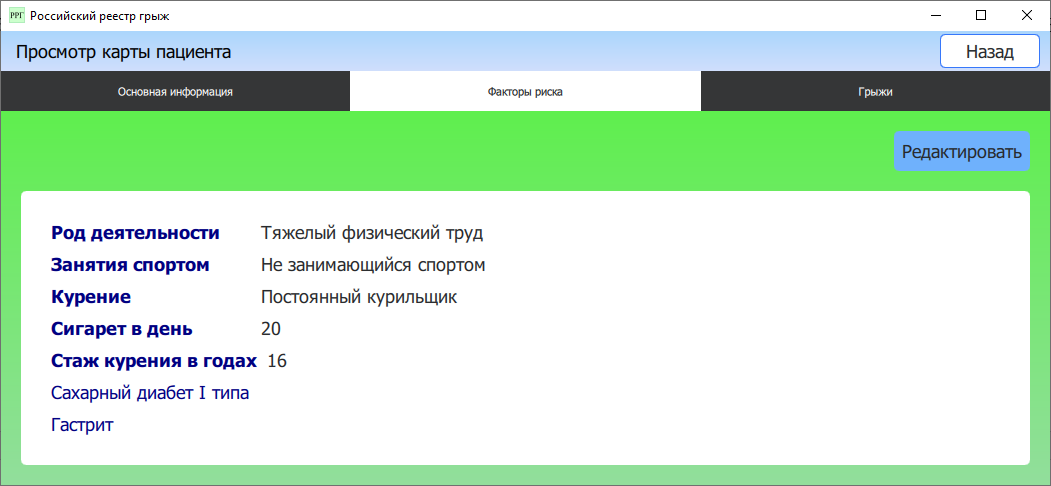 РРГ Российский реестр грыж
Просмотр карты пациента Назад
Основная информация Факторы риска Грыжи
Редактировать
Род деятельности Тяжелый физический труд
Занятия спортом Не занимающийся спортом
Курение Постоянный курильщик
Сигарет в день 20
Стаж курения в годах 16
Сахарный диабет I типа
Гастрит